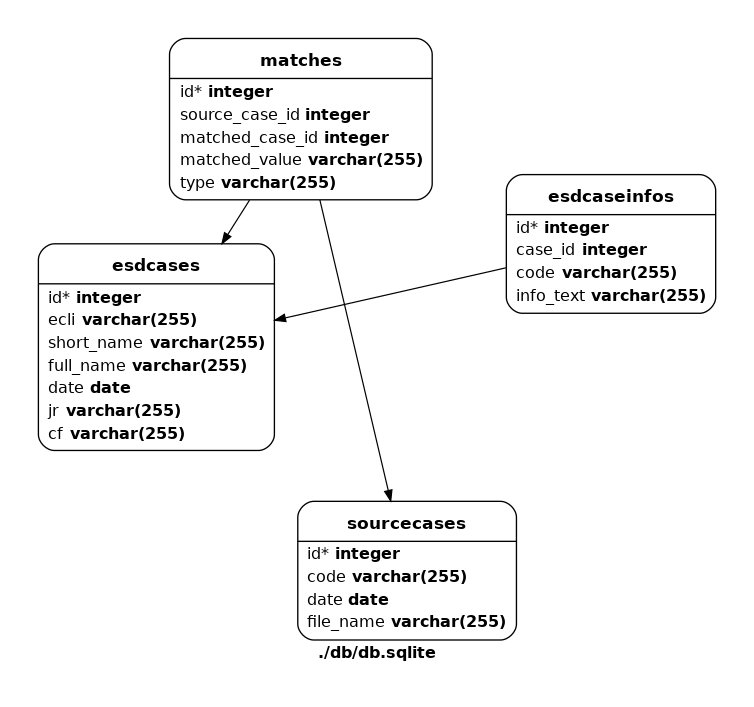 matches
id* integer
source_case_id integer
matched_case_id integer
matched_value varchar(255)
type varchar(255)
esdcaseinfos
id* integer
case_id integer
code varchar(255)
info_text varchar(255)
esdcases
id* integer
ecli varchar(255)
short_name varchar(255)
full_name varchar(255)
date date
jr varchar(255)
cf varchar(255)
sourcecases
id* integer
code varchar(255)
date date
file_name varchar(255)
./db/db.sqlite